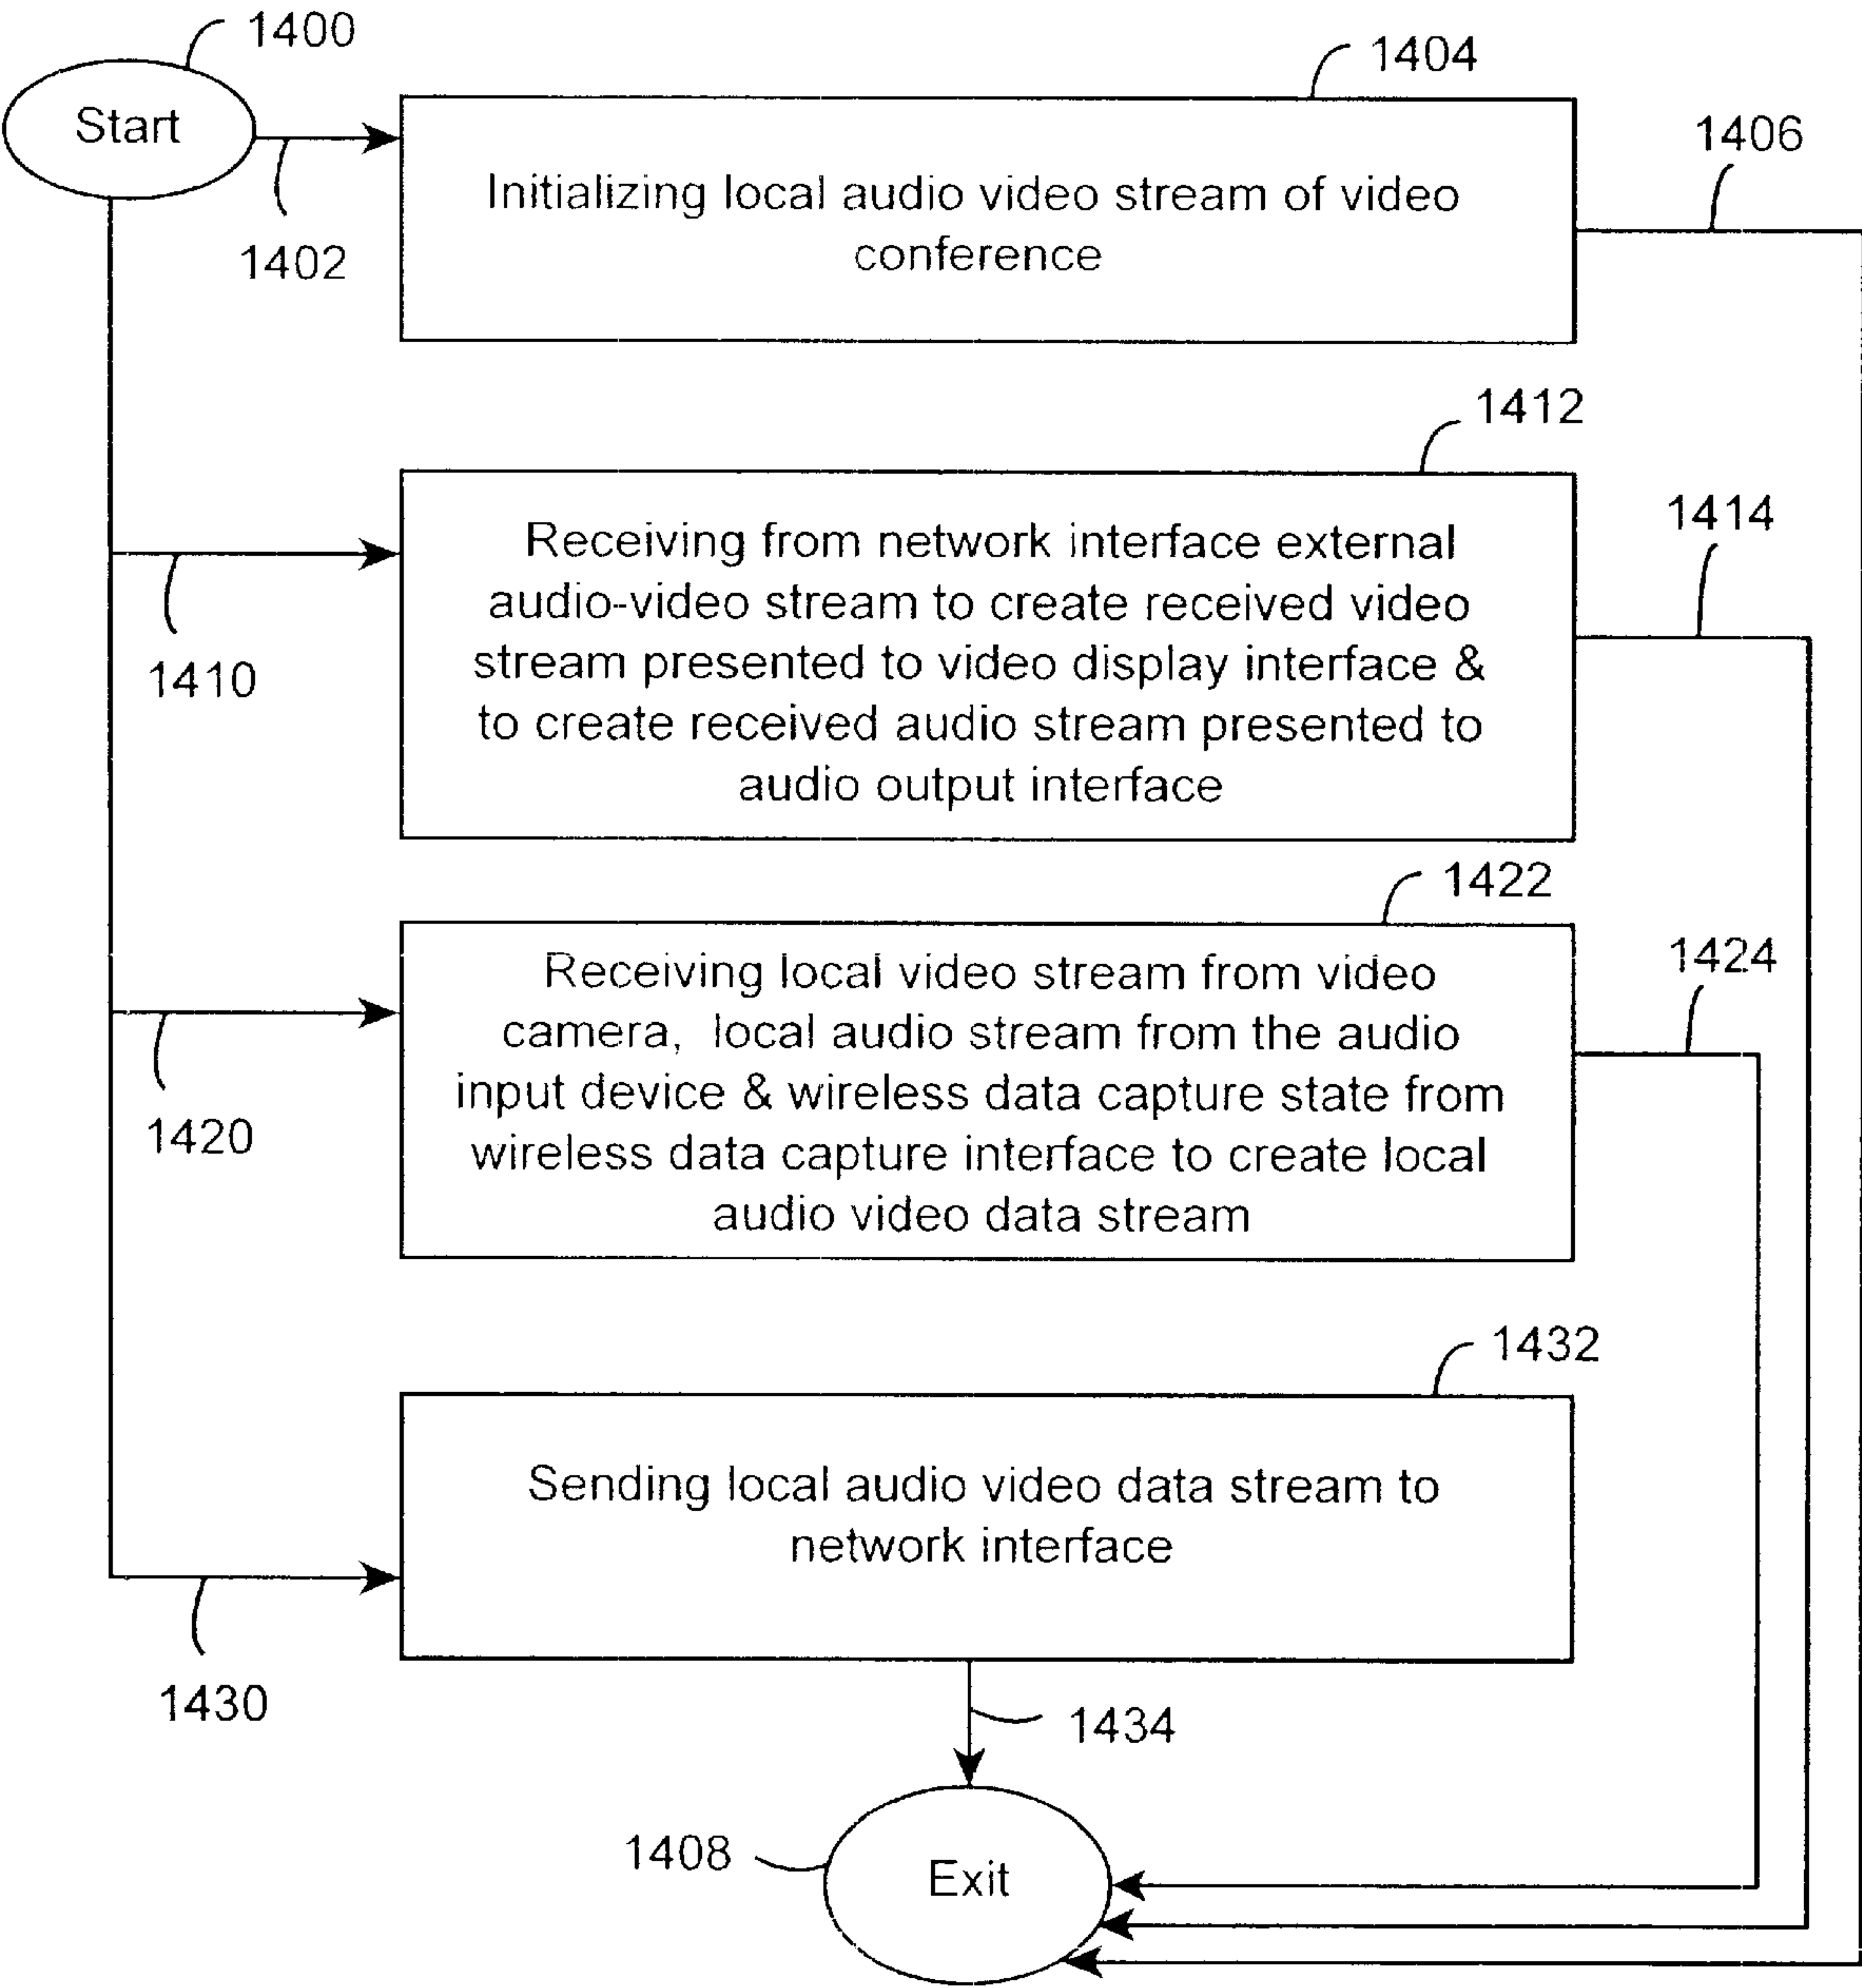 1400
Start
1402
1404
Initializing local audio video stream of video
conference
1406
1412
Receiving from network interface external
audio-video stream to create received video
stream presented to video display interface &
to create received audio stream presented to
audio output interface
1414
1410
1422
Receiving local video stream from video
camera, local audio stream from the audio
input device & wireless data capture state from
wireless data capture interface to create local
audio video data stream
1424
1420
1432
Sending local audio video data stream to
network interface
1430
1434
1408
Exit